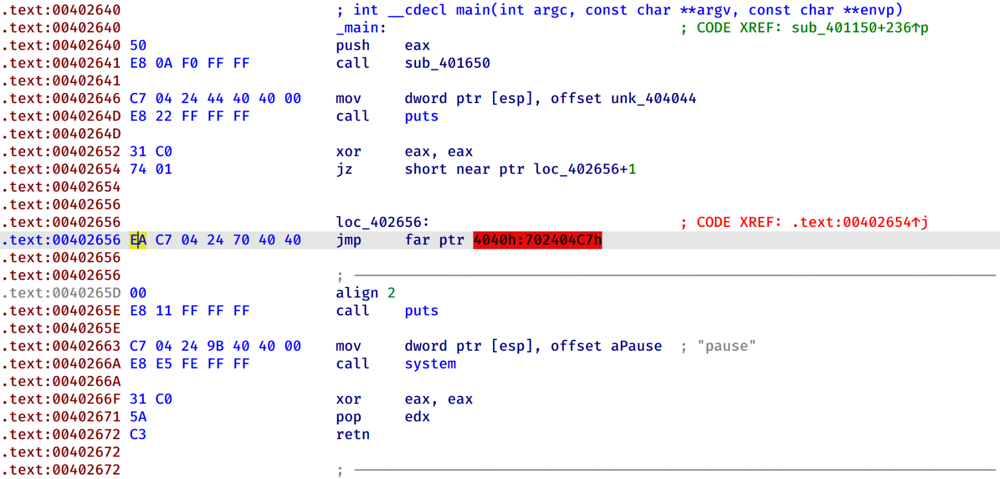 .text:00402640 ; int __cdecl main(int argc, const char **argv, const char **envp)
.text:00402640 _main: ; CODE XREF: sub_401150+236↑p
.text:00402640 50 push eax
.text:00402641 E8 0A F0 FF FF call sub_401650
.text:00402641
.text:00402646 C7 04 24 44 40 40 00 mov dword ptr [esp], offset unk_404044
.text:0040264D E8 22 FF FF FF call puts
.text:0040264D
.text:00402652 31 C0 xor eax, eax
.text:00402654 74 01 jz short near ptr loc_402656+1
.text:00402654
.text:00402656
.text:00402656 loc_402656: ; CODE XREF: .text:00402654↑j
.text:00402656 EA C7 04 24 70 40 40 jmp far ptr 4040h:702404C7h
.text:00402656
.text:00402656 ;
.text:0040265D 00 align 2
.text:0040265E E8 11 FF FF FF call puts
.text:0040265E
.text:00402663 C7 04 24 9B 40 40 00 mov dword ptr [esp], offset aPause ; "pause"
.text:0040266A E8 E5 FE FF FF call system
.text:0040266A
.text:0040266F 31 C0 xor eax, eax
.text:00402671 5A pop edx
.text:00402672 C3 retn
.text:00402672
.text:00402672 ;